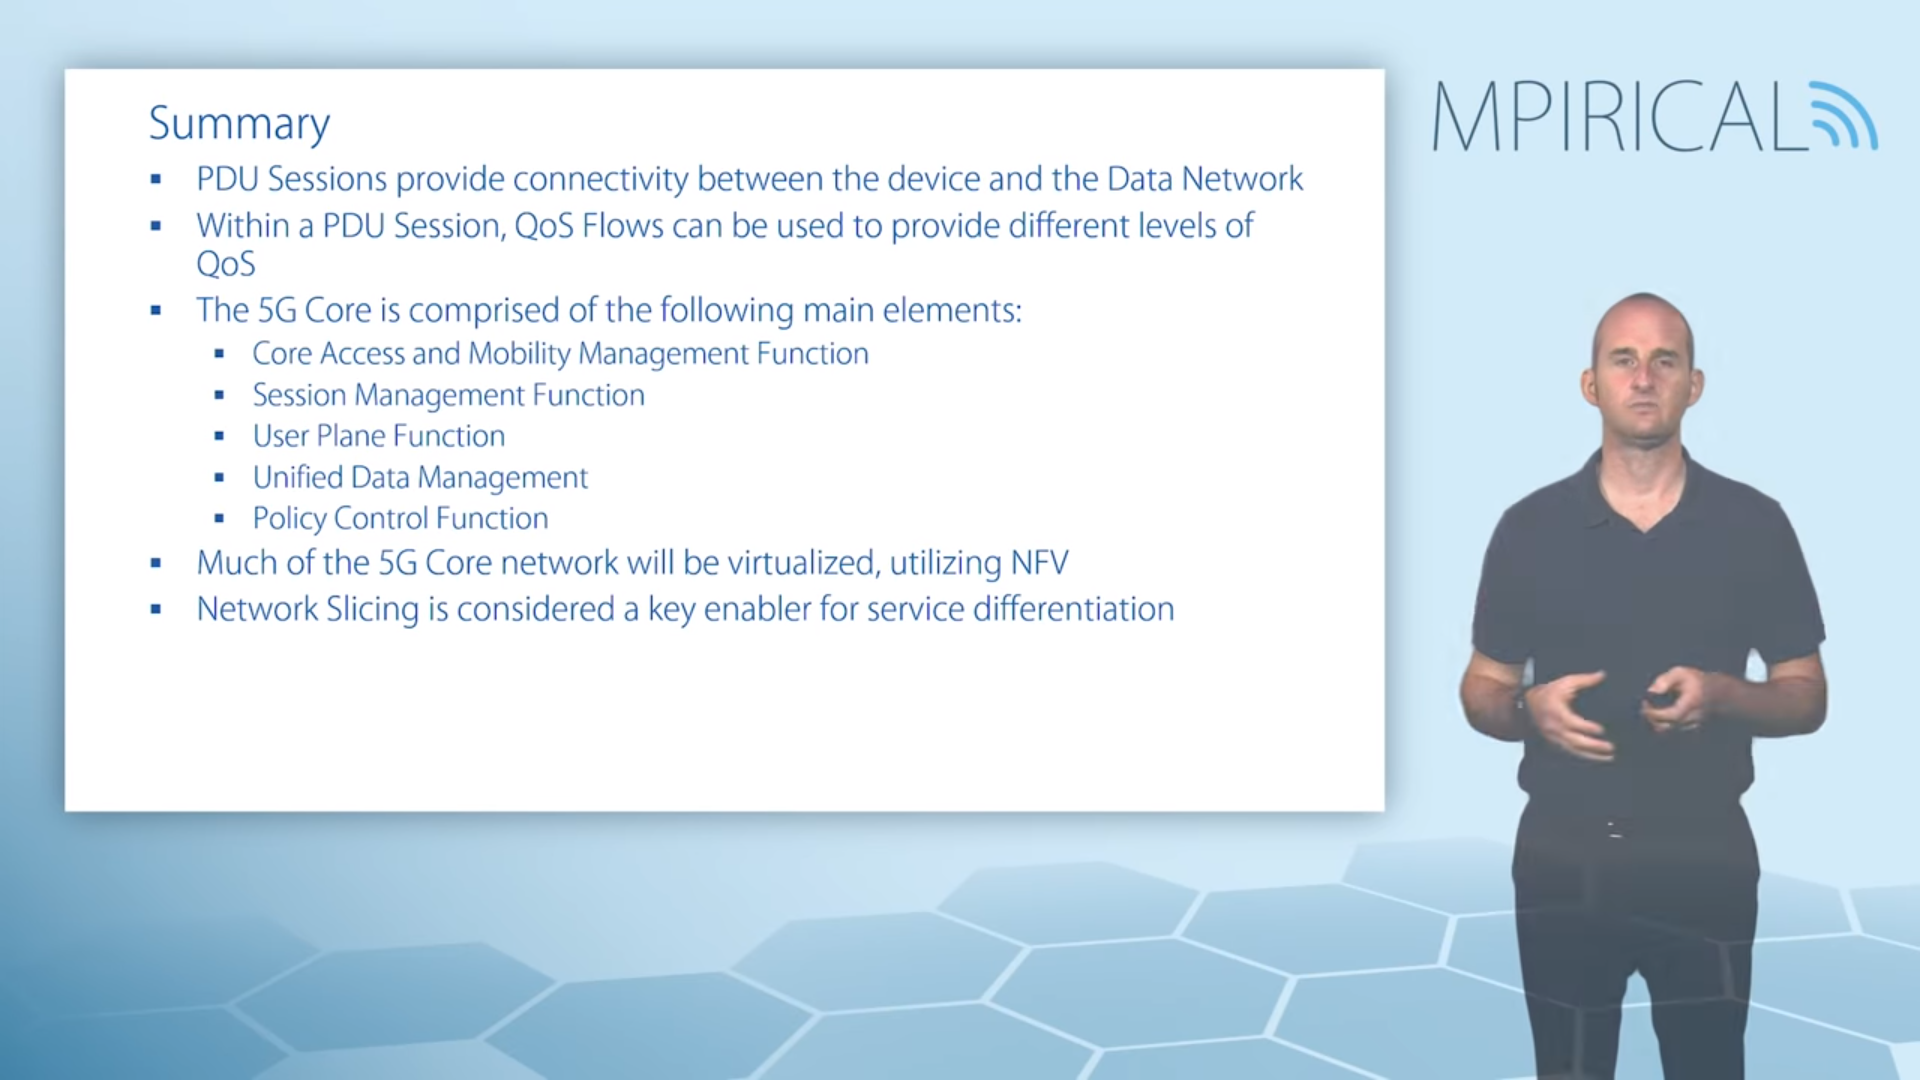 Summary
PDU Sessions provide connectivity between the device and the Data Network
Within a PDU Session, QoS Flows can be used to provide different levels of
QoS
The 5G Core is comprised of the following main elements:
Core Access and Mobility Management Function
Session Management Function
User Plane Function
Unified Data Management
Policy Control Function
Much of the 5G Core network will be virtualized, utilizing NFV
Network Slicing is considered a key enabler for service differentiation
MPIRICAL